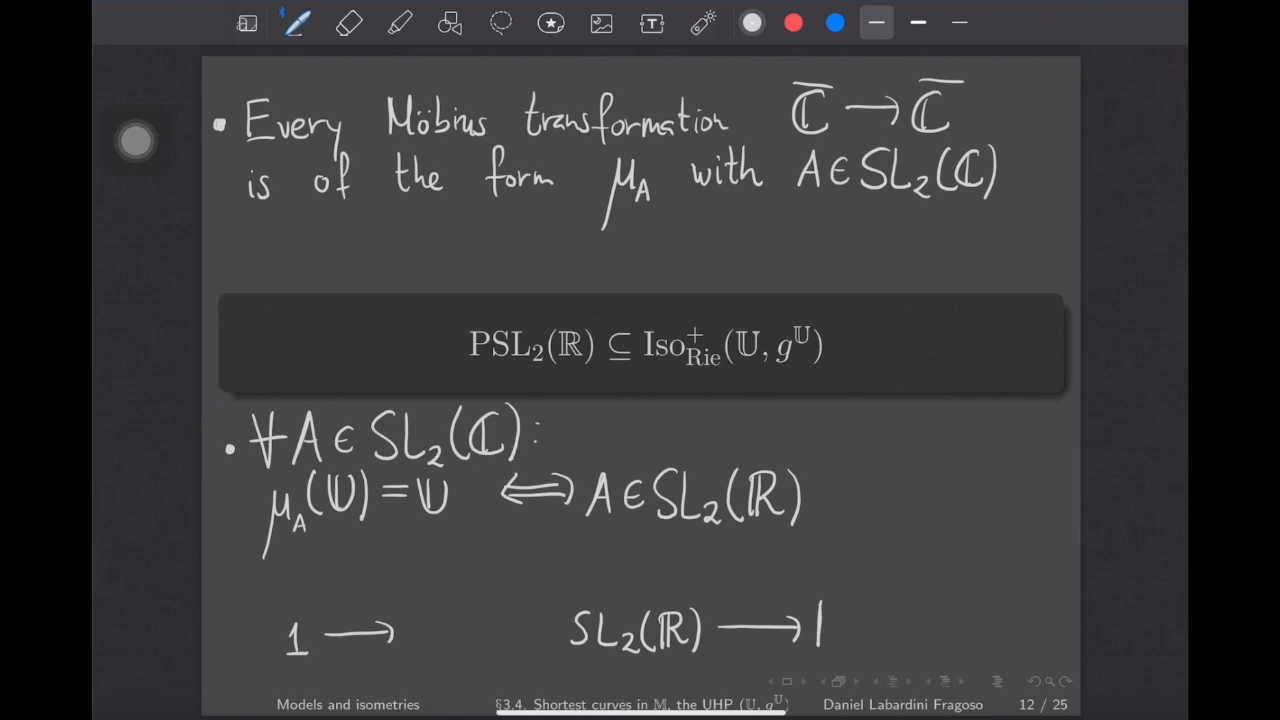 • Every Möbius transformation ℂ̅ → ℂ̅
is of the form μ_A with A ∈ SL₂(ℂ)
PSL₂(ℝ) ⊆ Iso⁺_Rie(𝕌, g^𝕌)
• ∀A ∈ SL₂(ℂ):
μ_A(𝕌) = 𝕌 ⟺ A ∈ SL₂(ℝ)
1 → SL₂(ℝ) → 1
Models and isometries §3.4. Shortest curves in 𝕄, the UHP (𝕌, g^𝕌) Daniel Labardini Fragoso 12 / 25